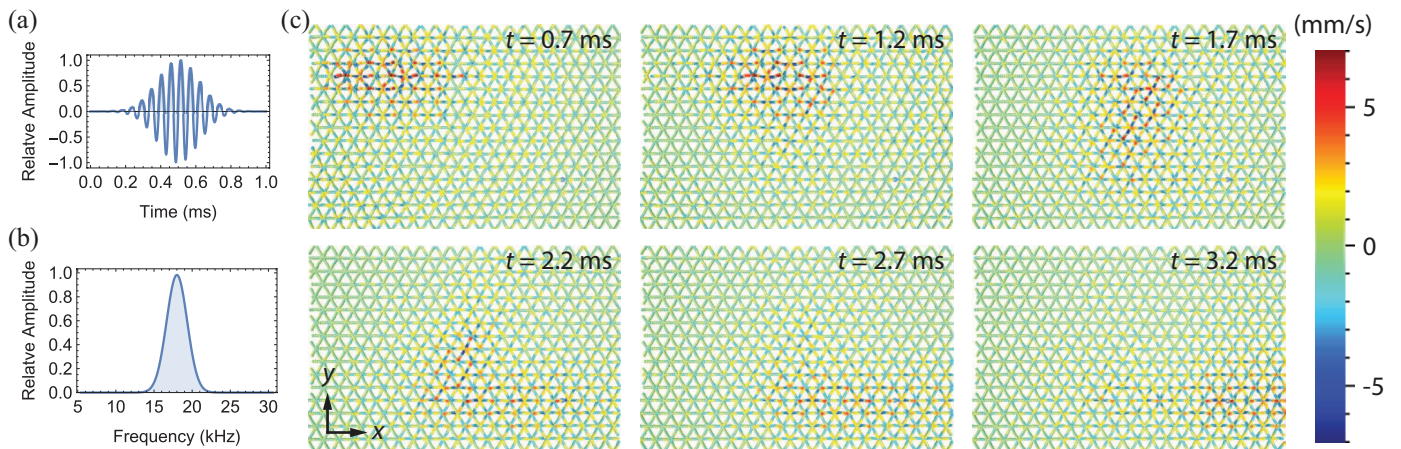 (a)
Relatve Amplitude
1.0
0.5
0.0
−0.5
−1.0
0.0 0.2 0.4 0.6 0.8 1.0
Time (ms)
(b)
Relatve Amplitude
1.0
0.8
0.6
0.4
0.2
0.0
5 10 15 20 25 30
Frequency (kHz)
(c)
t = 0.7 ms
t = 1.2 ms
t = 1.7 ms
t = 2.2 ms
y
x
t = 2.7 ms
t = 3.2 ms
(mm/s)
5
0
-5